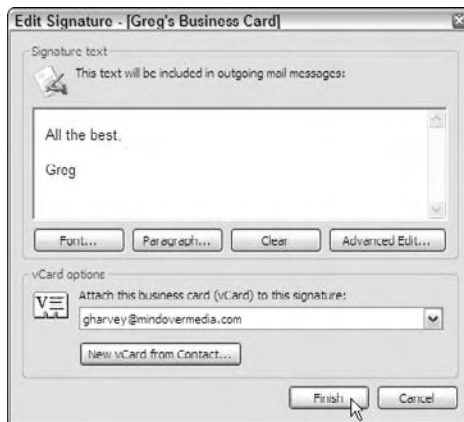 Edit Signature - [Greg's Business Card]
Signature text
This text will be included in outgoing mail messages:
All the best.
Greg
Font...
Paragraph...
Clear
Advanced Edit...
vCard options
V
Attach this business card (vCard) to this signature:
gharvey@mindovermedia.com
New vCard from Contact...
Finish
Cancel